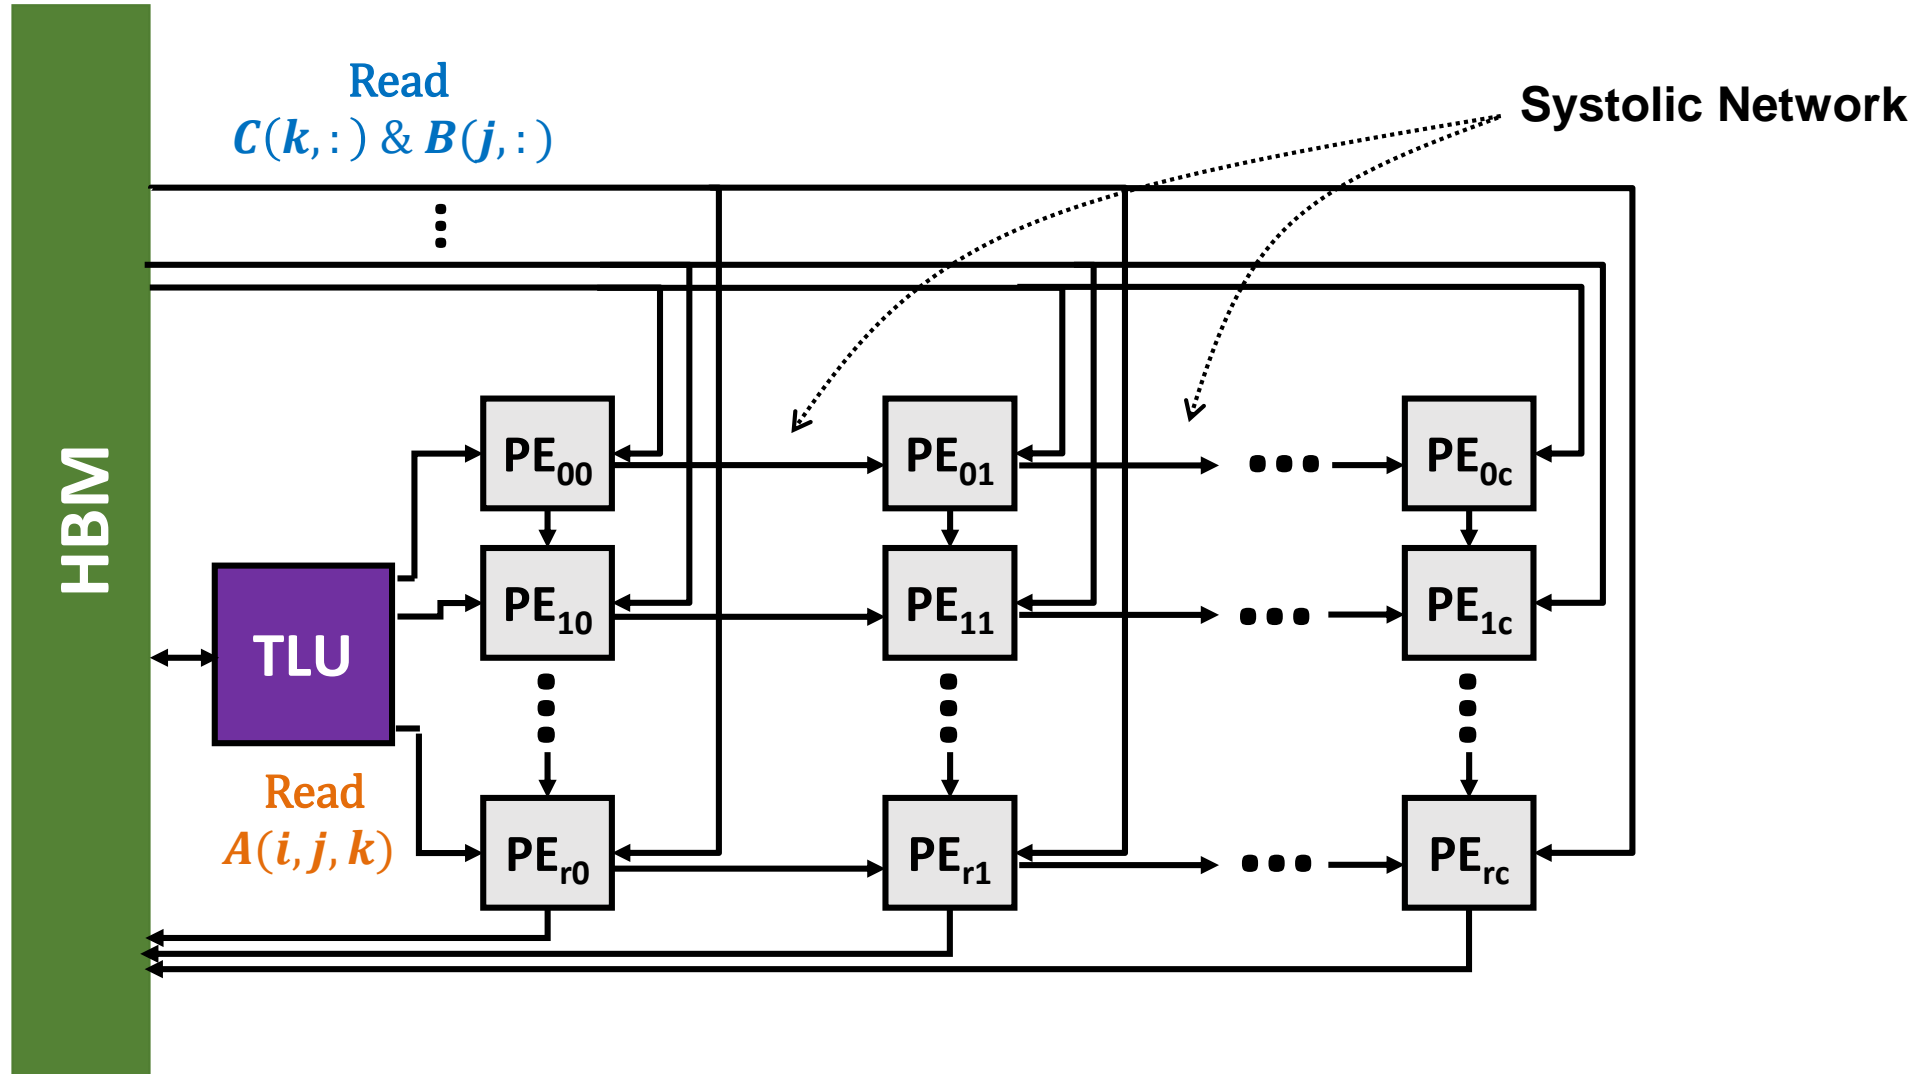 Read
C(k,:) & B(j,:)
Systolic Network
HBM
PE00
PE01
PE0c
PE10
PE11
PE1c
TLU
Read
A(i,j,k)
PEr0
PEr1
PErc